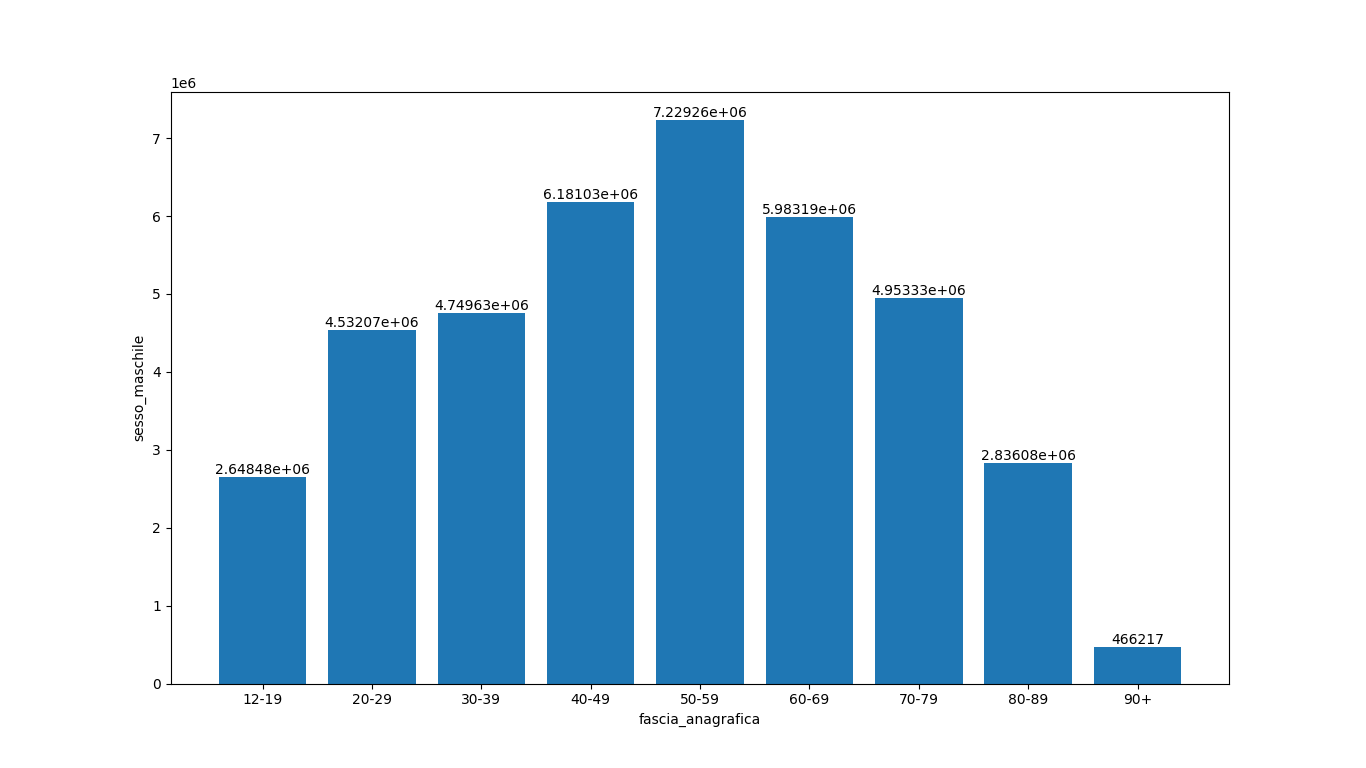 1e6
7.22926e+06
7
6.18103e+06
6
5.98319e+06
5
4.95333e+06
4.74963e+06
4.53207e+06
sesso_maschile
4
3
2.83608e+06
2.64848e+06
2
1
466217
0
12-19 20-29 30-39 40-49 50-59 60-69 70-79 80-89 90+
fascia_anagrafica